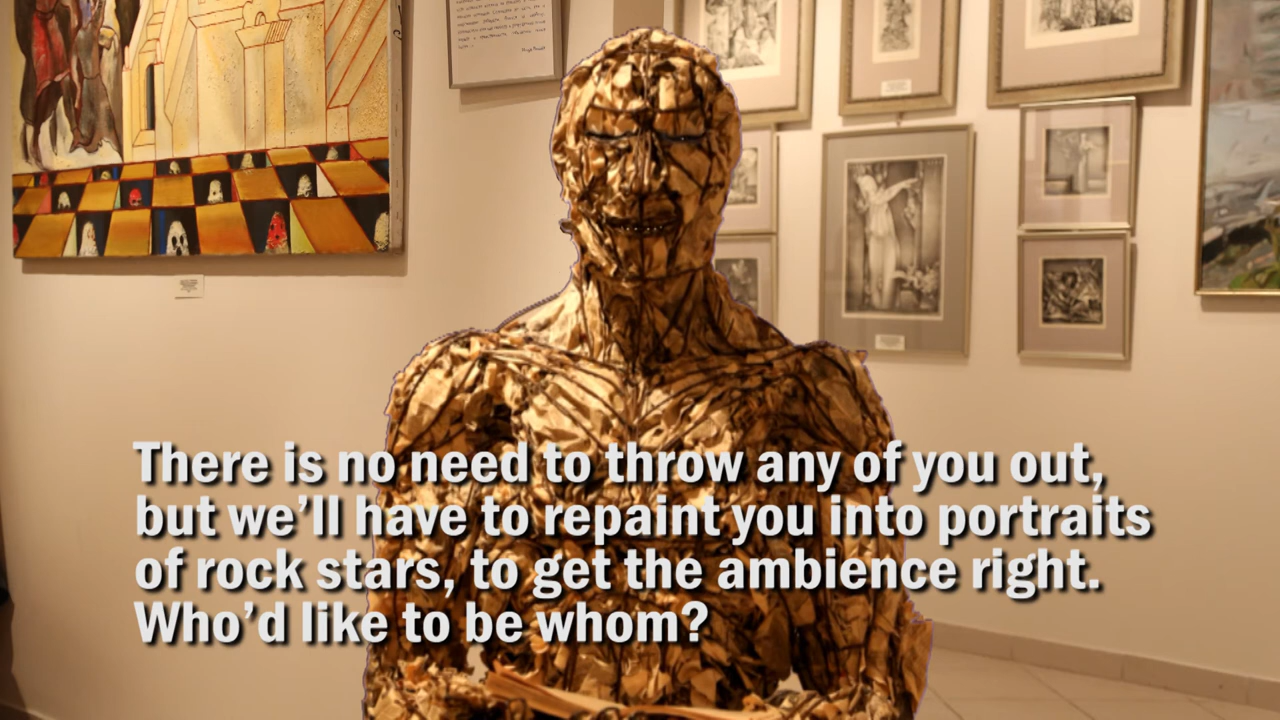 There is no need to throw any of you out,
but we’ll have to repaint you into portraits
of rock stars, to get the ambience right.
Who’d like to be whom?